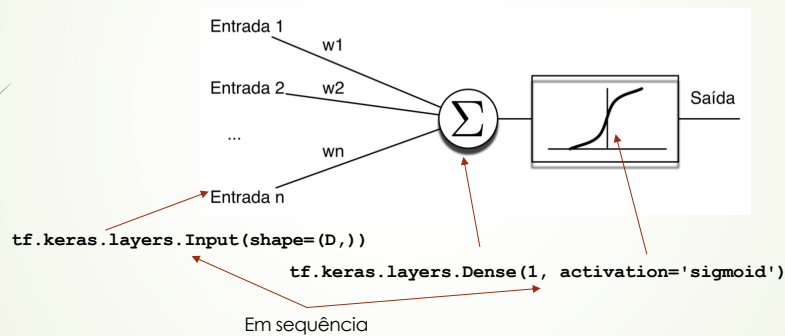 Entrada 1
w1
Entrada 2
w2
...
wn
Entrada n
Σ
Saída
tf.keras.layers.Input(shape=(D,))
tf.keras.layers.Dense(1, activation='sigmoid')
Em sequência